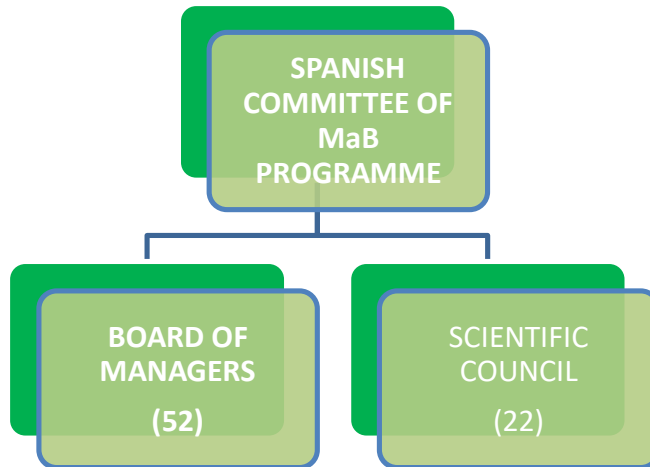 SPANISH
COMMITTEE OF
MaB
PROGRAMME
BOARD OF
MANAGERS
(52)
SCIENTIFIC
COUNCIL
(22)